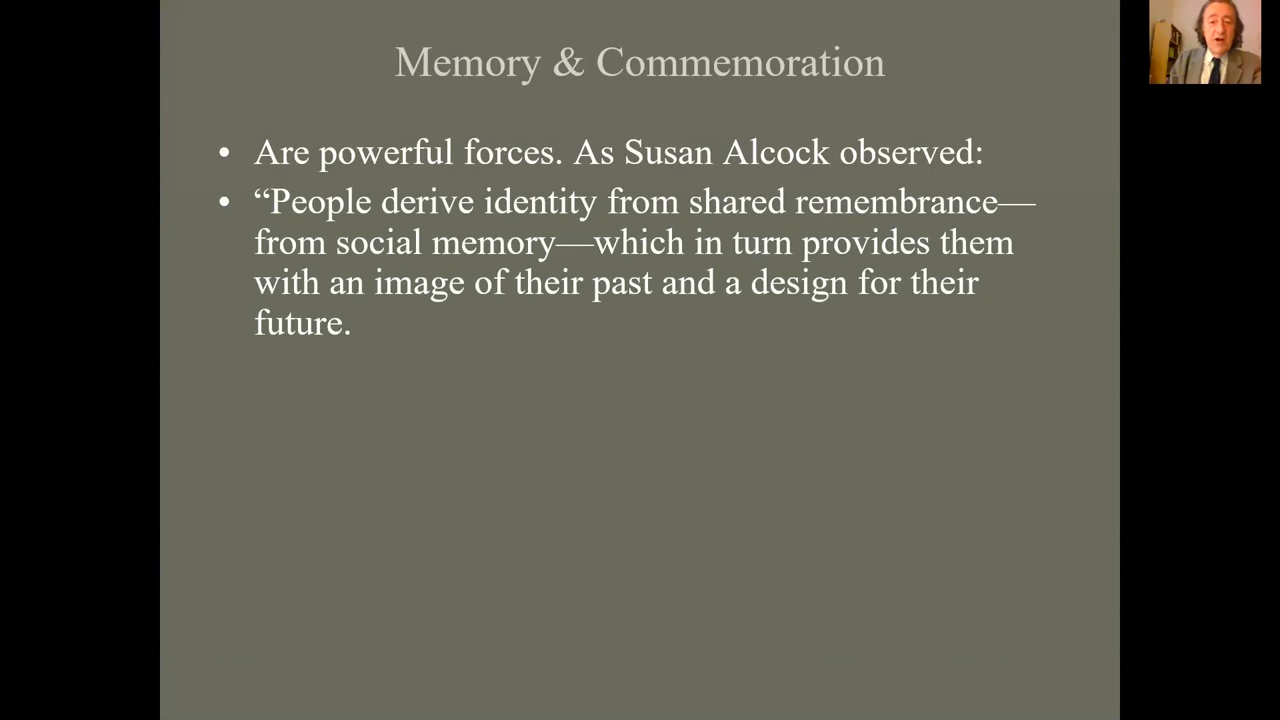 Memory & Commemoration
• Are powerful forces. As Susan Alcock observed:
• “People derive identity from shared remembrance—
from social memory—which in turn provides them
with an image of their past and a design for their
future.